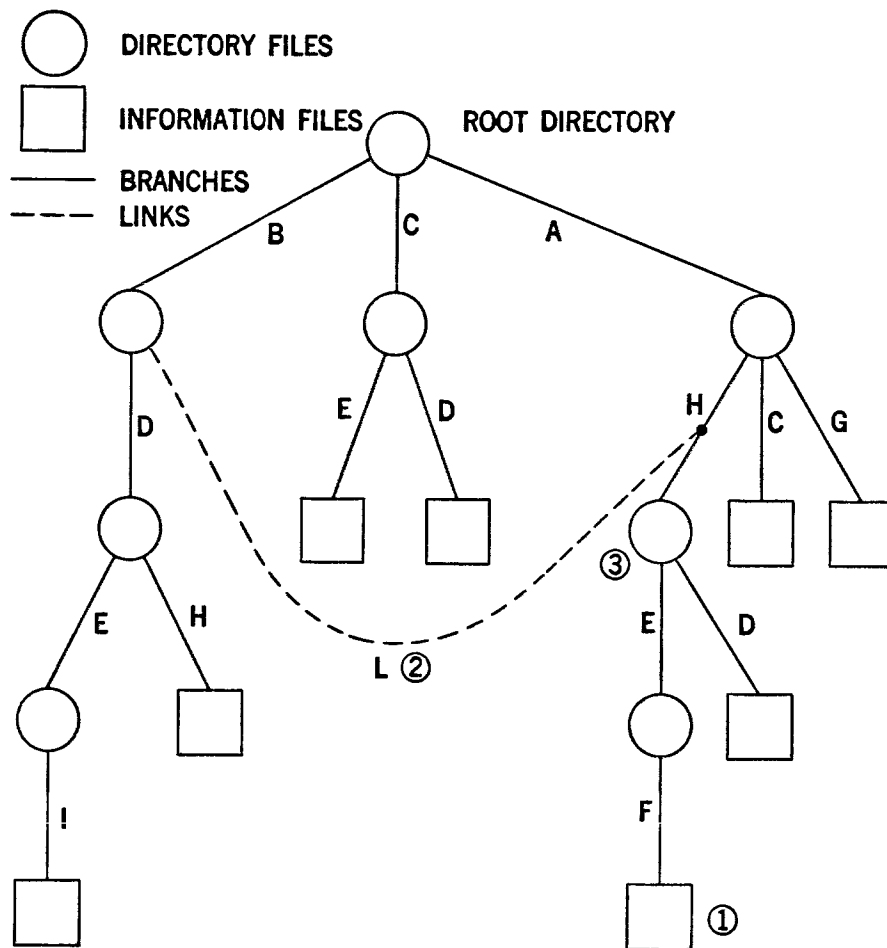 DIRECTORY FILES
INFORMATION FILES
ROOT DIRECTORY
BRANCHES
LINKS
B
C
A
D
E
D
H
C
G
E
H
L ②
③
E
D
I
F
①